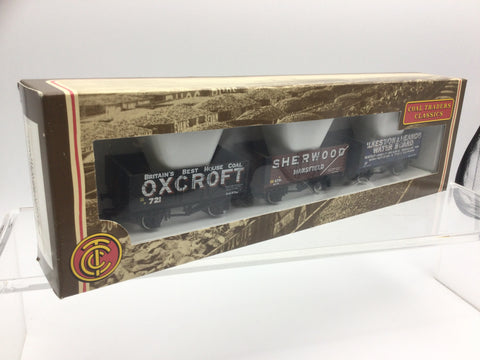 COAL TRADERS
CLASSICS
BRITAIN'S BEST HOUSE COAL
OXCROFT
721
SHERWOOD
MANSFIELD
ILKESTON & HEANOR
WATER BOARD
CTC